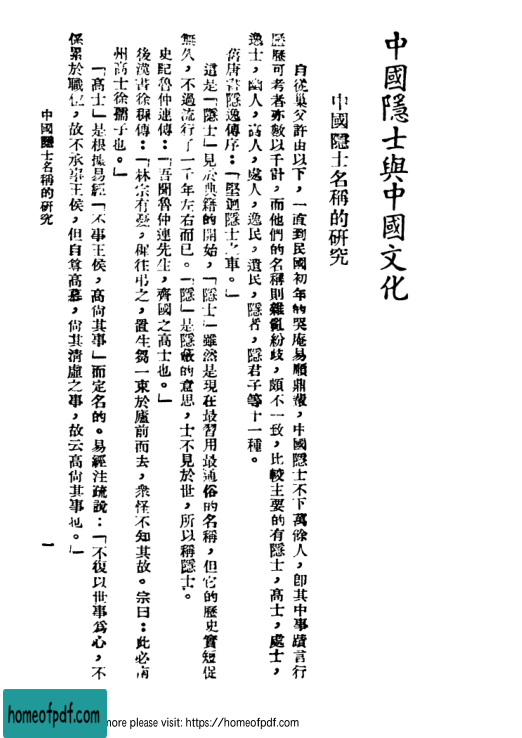 中國隱士與中國文化
中國隱士名稱的研究
自從巢父許由以下，一直到民國初年的哭庵易順鼎輩，中國隱士不下萬餘人，卽其中事蹟言行
歷歷可考者亦數以千計，而他們的名稱則雜亂紛歧，頗不一致，比較主要的有隱士，高士，處士，
逸士，幽人，高人，處人，逸民，遺民，隱者，隱君子等十一種。
舊唐書隱逸傳序：「堅迴隱士之車。」
這是「隱士」見於典籍的開始，「隱士」雖然是現在最習用最通俗的名稱，但它的歷史實短促
無久，不過流行了一千年左右而已。「隱」是隱蔽的意思，士不見於世，所以稱隱士。
史記魯仲連傳：「吾聞魯仲連先生，齊國之高士也。」
後漢書徐穉傳：「林宗有憂，穉往弔之，置生芻一束於廬前而去，衆怪不知其故。宗曰：此必南
州高士徐孺子也。」
「高士」是根據易經「不事王侯，高尙其事」而定名的。易經注疏說：「不復以世事爲心，不
係累於職位，故不承事王侯，但自尊高慕，尙其清虛之事，故云高尙其事也。」
中國隱士名稱的研究
一
homeofpdf.com
more please visit: https://homeofpdf.com